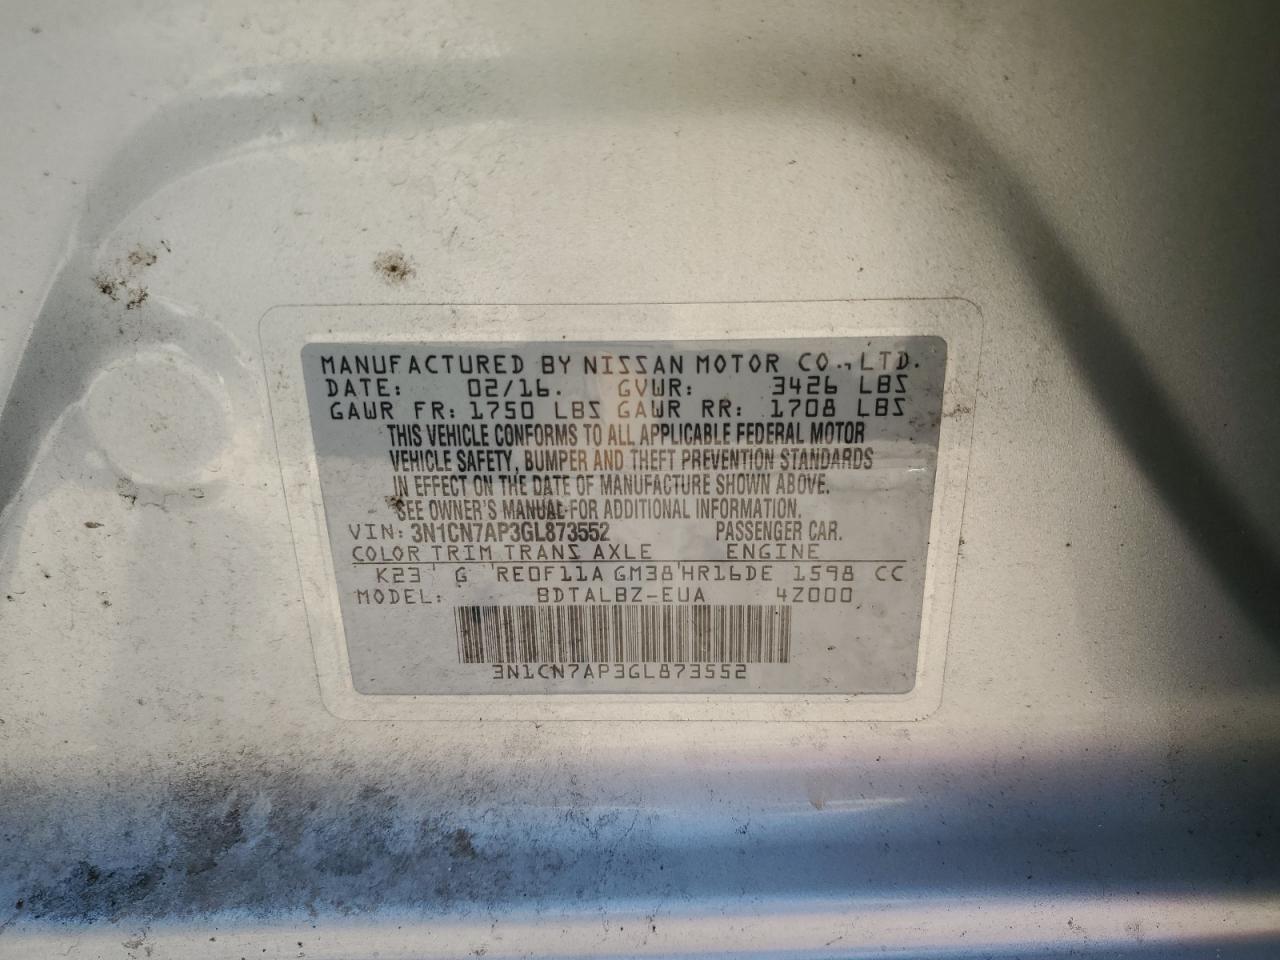 MANUFACTURED BY NISSAN MOTOR CO., LTD.
DATE: 02/16. GVWR: 3426 LBS
GAWR FR: 1750 LBS GAWR RR: 1708 LBS
THIS VEHICLE CONFORMS TO ALL APPLICABLE FEDERAL MOTOR
VEHICLE SAFETY, BUMPER AND THEFT PREVENTION STANDARDS
IN EFFECT ON THE DATE OF MANUFACTURE SHOWN ABOVE.
SEE OWNER'S MANUAL FOR ADDITIONAL INFORMATION.
VIN: 3N1CN7AP3GL873552 PASSENGER CAR.
COLOR TRIM TRANS AXLE ENGINE
K23 G RE0F11A GM38 HR16DE 1598 CC
MODEL: BDTALBZ-EUA 4Z000
3N1CN7AP3GL873552